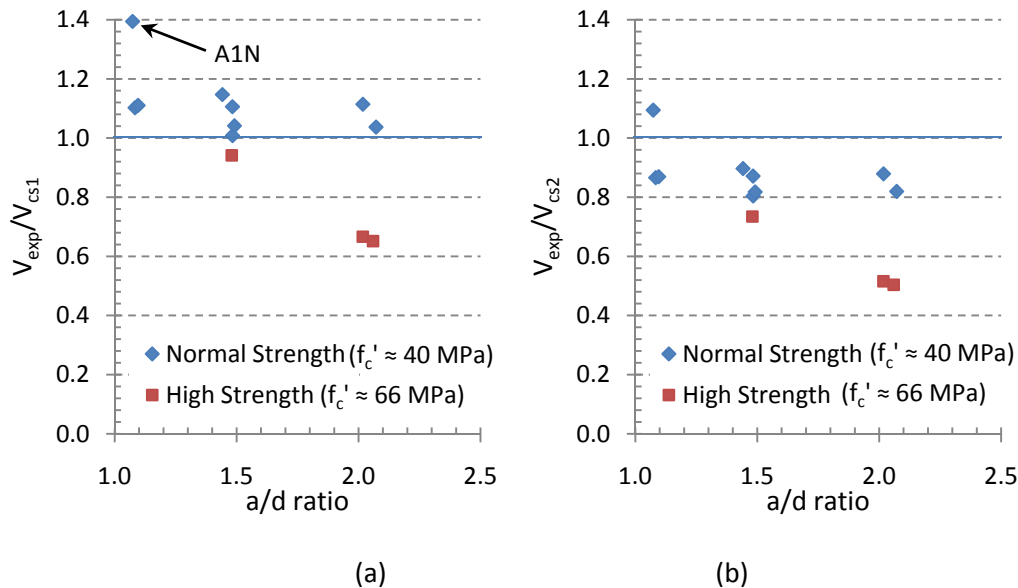 1.4
1.2
1.0
0.8
0.6
0.4
0.2
0.0
V_exp/V_cs1
A1N
Normal Strength (f_c' ≈ 40 MPa)
High Strength (f_c' ≈ 66 MPa)
1.0 1.5 2.0 2.5
a/d ratio
(a)
1.4
1.2
1.0
0.8
0.6
0.4
0.2
0.0
V_exp/V_cs2
Normal Strength (f_c' ≈ 40 MPa)
High Strength (f_c' ≈ 66 MPa)
1.0 1.5 2.0 2.5
a/d ratio
(b)